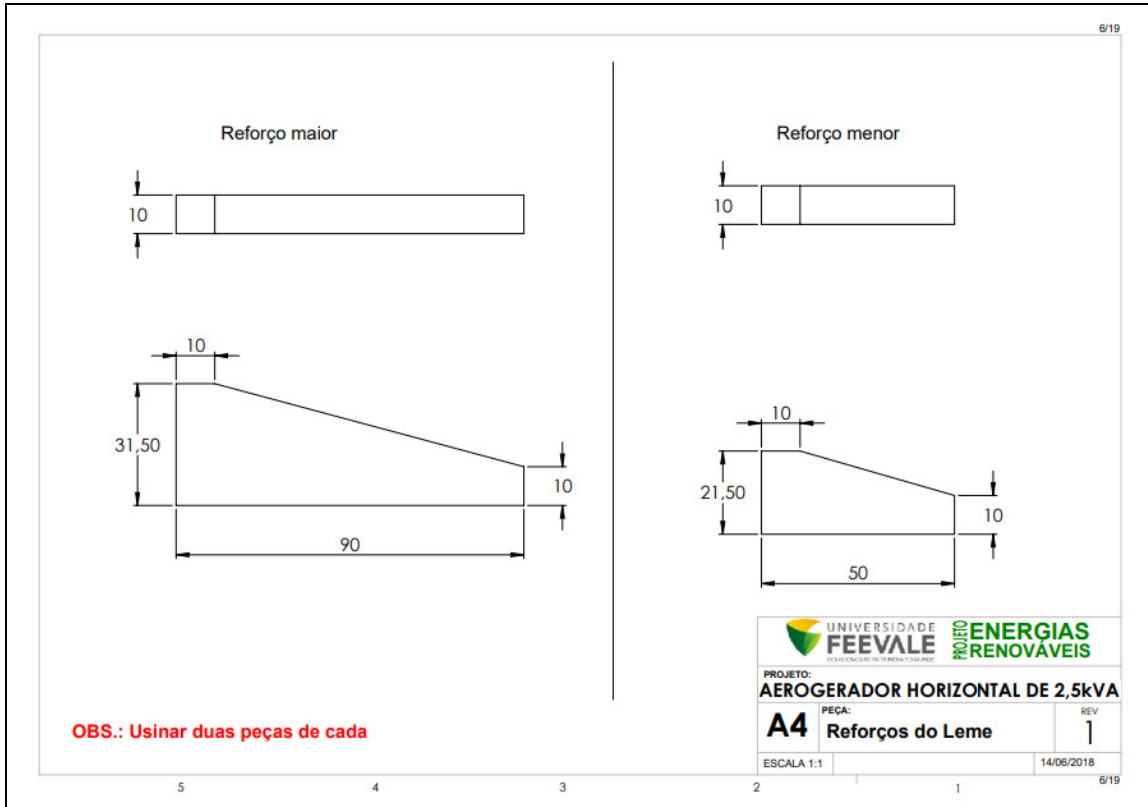 6/19
Reforço maior
Reforço menor
10
10
10
31,50
10
90
10
21,50
10
50
UNIVERSIDADE
FEEVALE
PROJETO
ENERGIAS
RENOVÁVEIS
PROJETO:
AEROGERADOR HORIZONTAL DE 2,5kVA
A4
PEÇA:
Reforços do Leme
REV
1
OBS.: Usinar duas peças de cada
ESCALA 1:1
14/06/2018
5 4 3 2 1
6/19